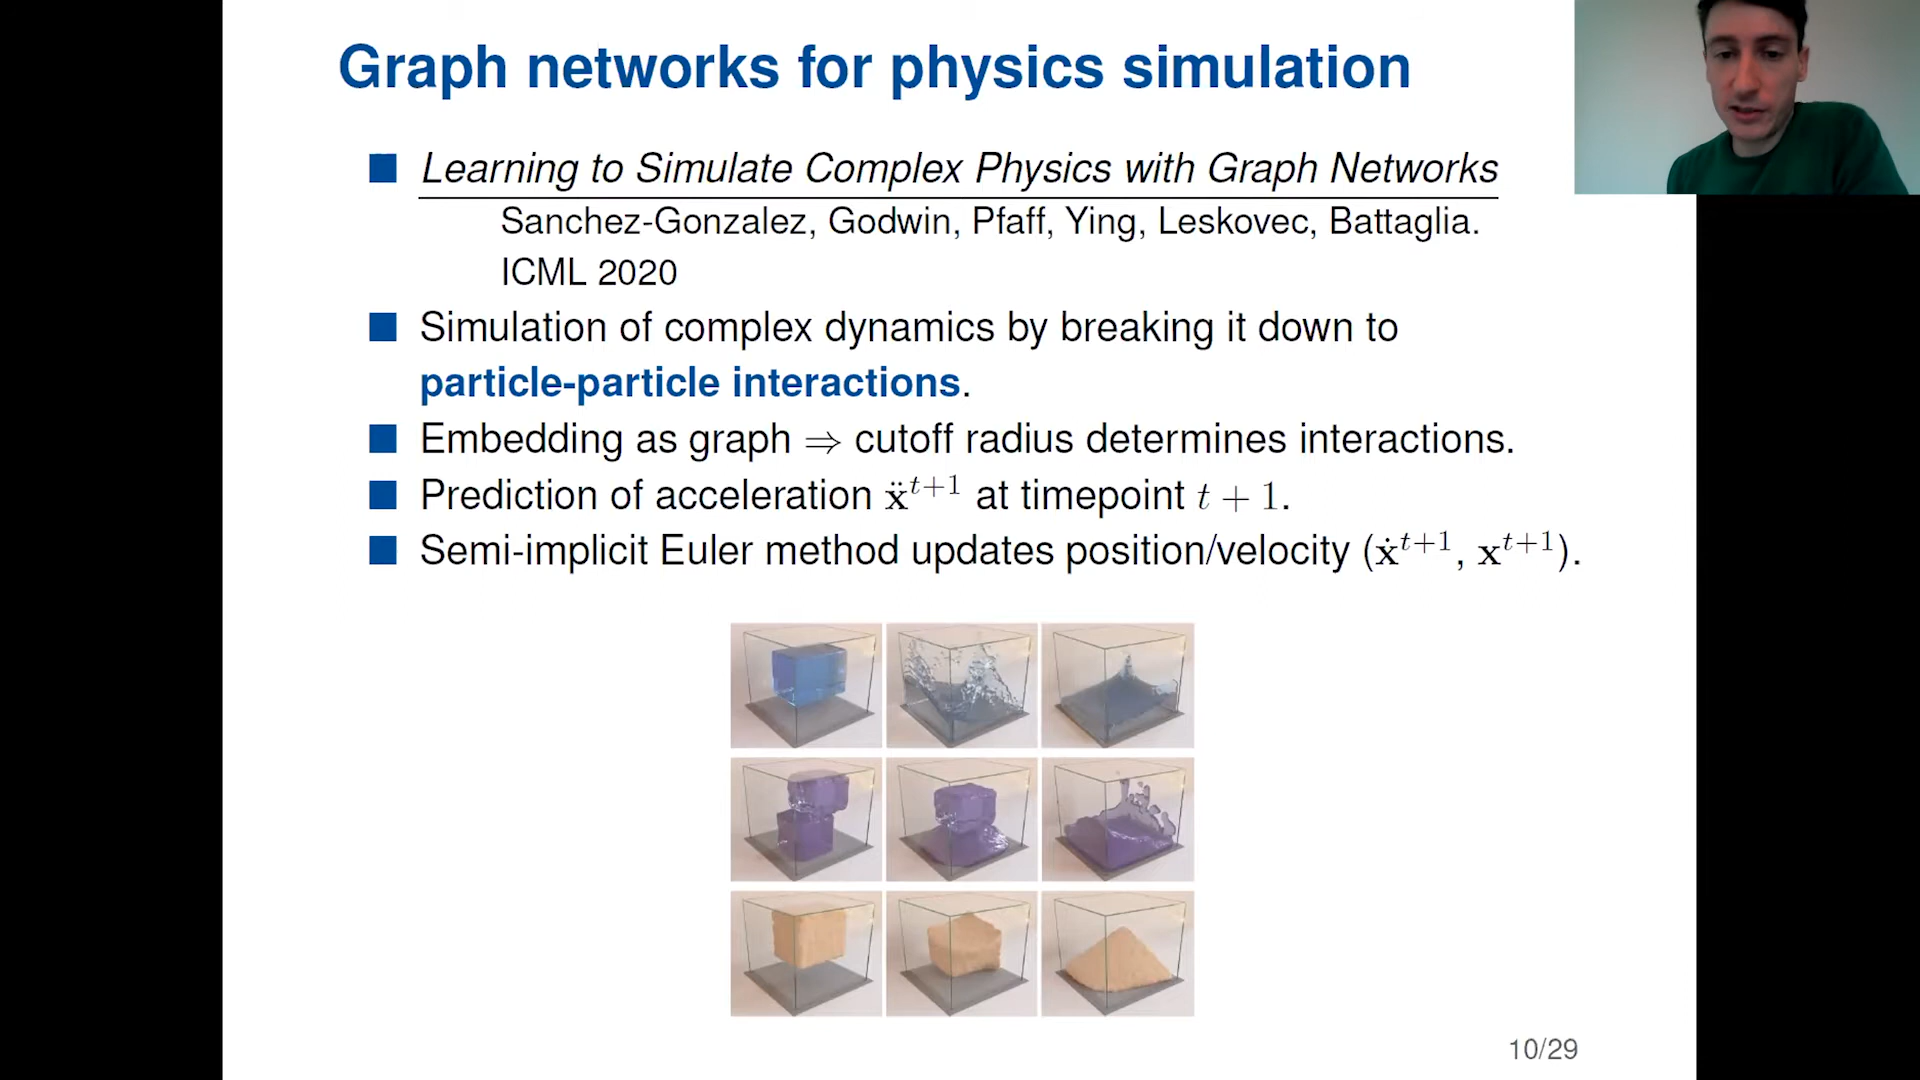 Graph networks for physics simulation
Learning to Simulate Complex Physics with Graph Networks
Sanchez-Gonzalez, Godwin, Pfaff, Ying, Leskovec, Battaglia.
ICML 2020
Simulation of complex dynamics by breaking it down to
particle-particle interactions.
Embedding as graph ⇒ cutoff radius determines interactions.
Prediction of acceleration ẍᵗ⁺¹ at timepoint t + 1.
Semi-implicit Euler method updates position/velocity (ẋᵗ⁺¹, xᵗ⁺¹).
10/29